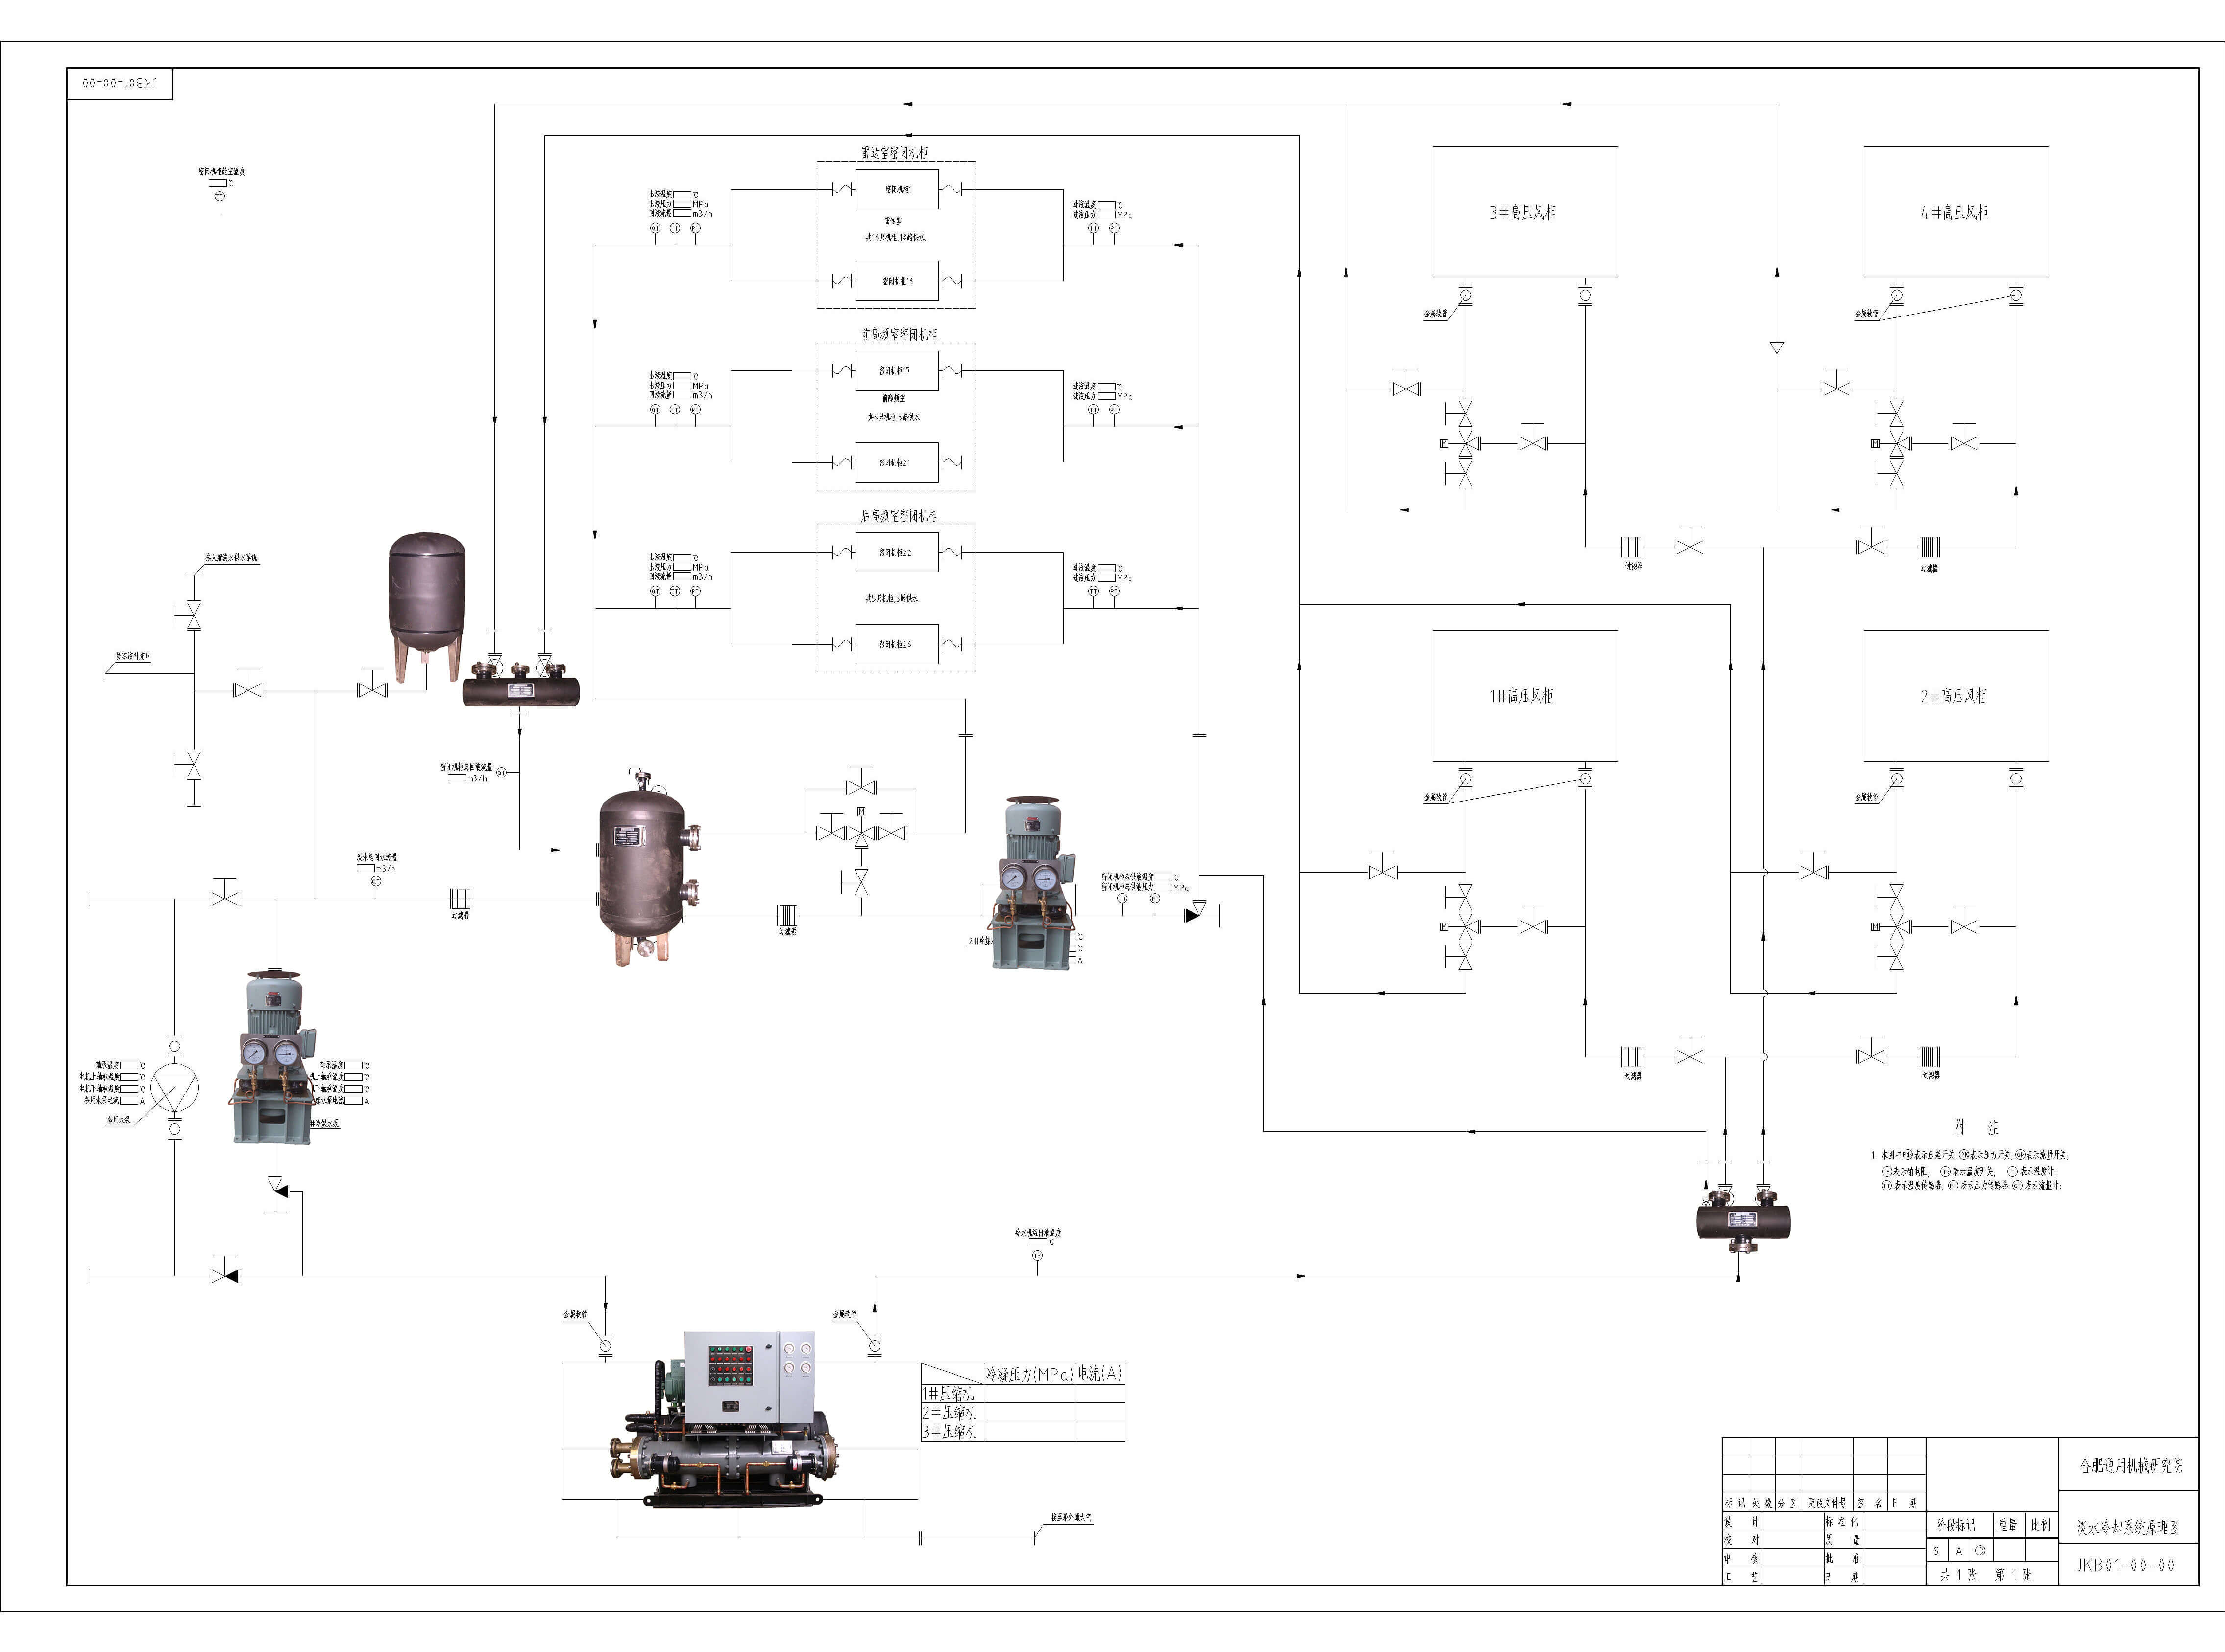 JKB01-00-00
密闭机柜舱室温度
℃
TT
雷达室密闭机柜
密闭机柜1
雷达室
共16只机柜,18路供水.
密闭机柜16
出液温度 ℃
出液压力 MPa
回液流量 m3/h
QT TT PT
进液温度 ℃
进液压力 MPa
TT PT
前高频室密闭机柜
密闭机柜17
前高频室
共5只机柜,5路供水.
密闭机柜21
出液温度 ℃
出液压力 MPa
回液流量 m3/h
QT TT PT
进液温度 ℃
进液压力 MPa
TT PT
后高频室密闭机柜
密闭机柜22
共5只机柜,5路供水.
密闭机柜26
出液温度 ℃
出液压力 MPa
回液流量 m3/h
QT TT PT
进液温度 ℃
进液压力 MPa
TT PT
3#高压风柜
金属软管
M
过滤器
4#高压风柜
金属软管
M
过滤器
1#高压风柜
金属软管
M
过滤器
2#高压风柜
金属软管
M
过滤器
接入艇淡水供水系统
防冻液补充口
密闭机柜总回液流量
m3/h
QT
M
淡水总回水流量
m3/h
QT
过滤器
过滤器
2#冷媒
℃
℃
A
密闭机柜总供液温度 ℃
密闭机柜总供液压力 MPa
TT PT
轴承温度 ℃
电机上轴承温度 ℃
电机下轴承温度 ℃
备用水泵电流 A
备用水泵
轴承温度 ℃
机上轴承温度 ℃
下轴承温度 ℃
媒水泵电流 A
#冷媒水泵
冷水机组出液温度
℃
TE
金属软管
金属软管
冷凝压力(MPa) 电流(A)
1#压缩机
2#压缩机
3#压缩机
接至舱外通大气
附 注
1. 本图中PdS表示压差开关; PS表示压力开关; QS表示流量开关;
TE表示铂电阻; TS表示温度开关; T表示温度计;
TT表示温度传感器; PT表示压力传感器; QT表示流量计;
标记 处数 分区 更改文件号 签名 日期
设计 标准化
校对 质量
审核 批准
工艺 日期
阶段标记 重量 比例
S A D
共 1 张 第 1 张
合肥通用机械研究院
淡水冷却系统原理图
JKB01-00-00